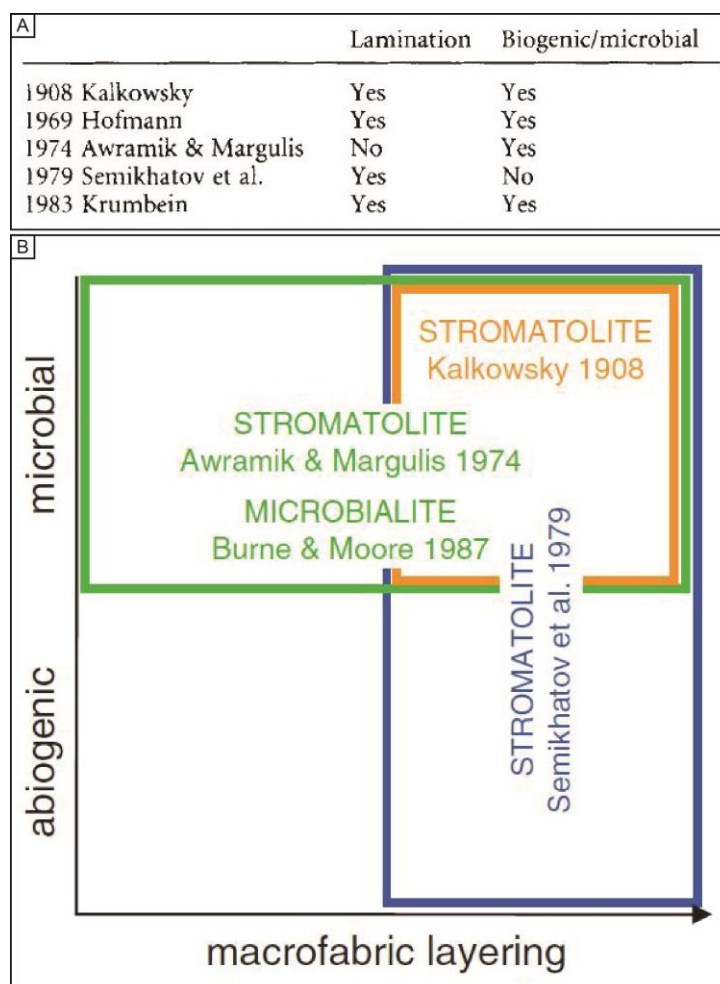 A
Lamination Biogenic/microbial
1908 Kalkowsky Yes Yes
1969 Hofmann Yes Yes
1974 Awramik & Margulis No Yes
1979 Semikhatov et al. Yes No
1983 Krumbein Yes Yes
B
microbial
abiogenic
STROMATOLITE
Kalkowsky 1908
STROMATOLITE
Awramik & Margulis 1974
MICROBIALITE
Burne & Moore 1987
STROMATOLITE
Semikhatov et al. 1979
macrofabric layering